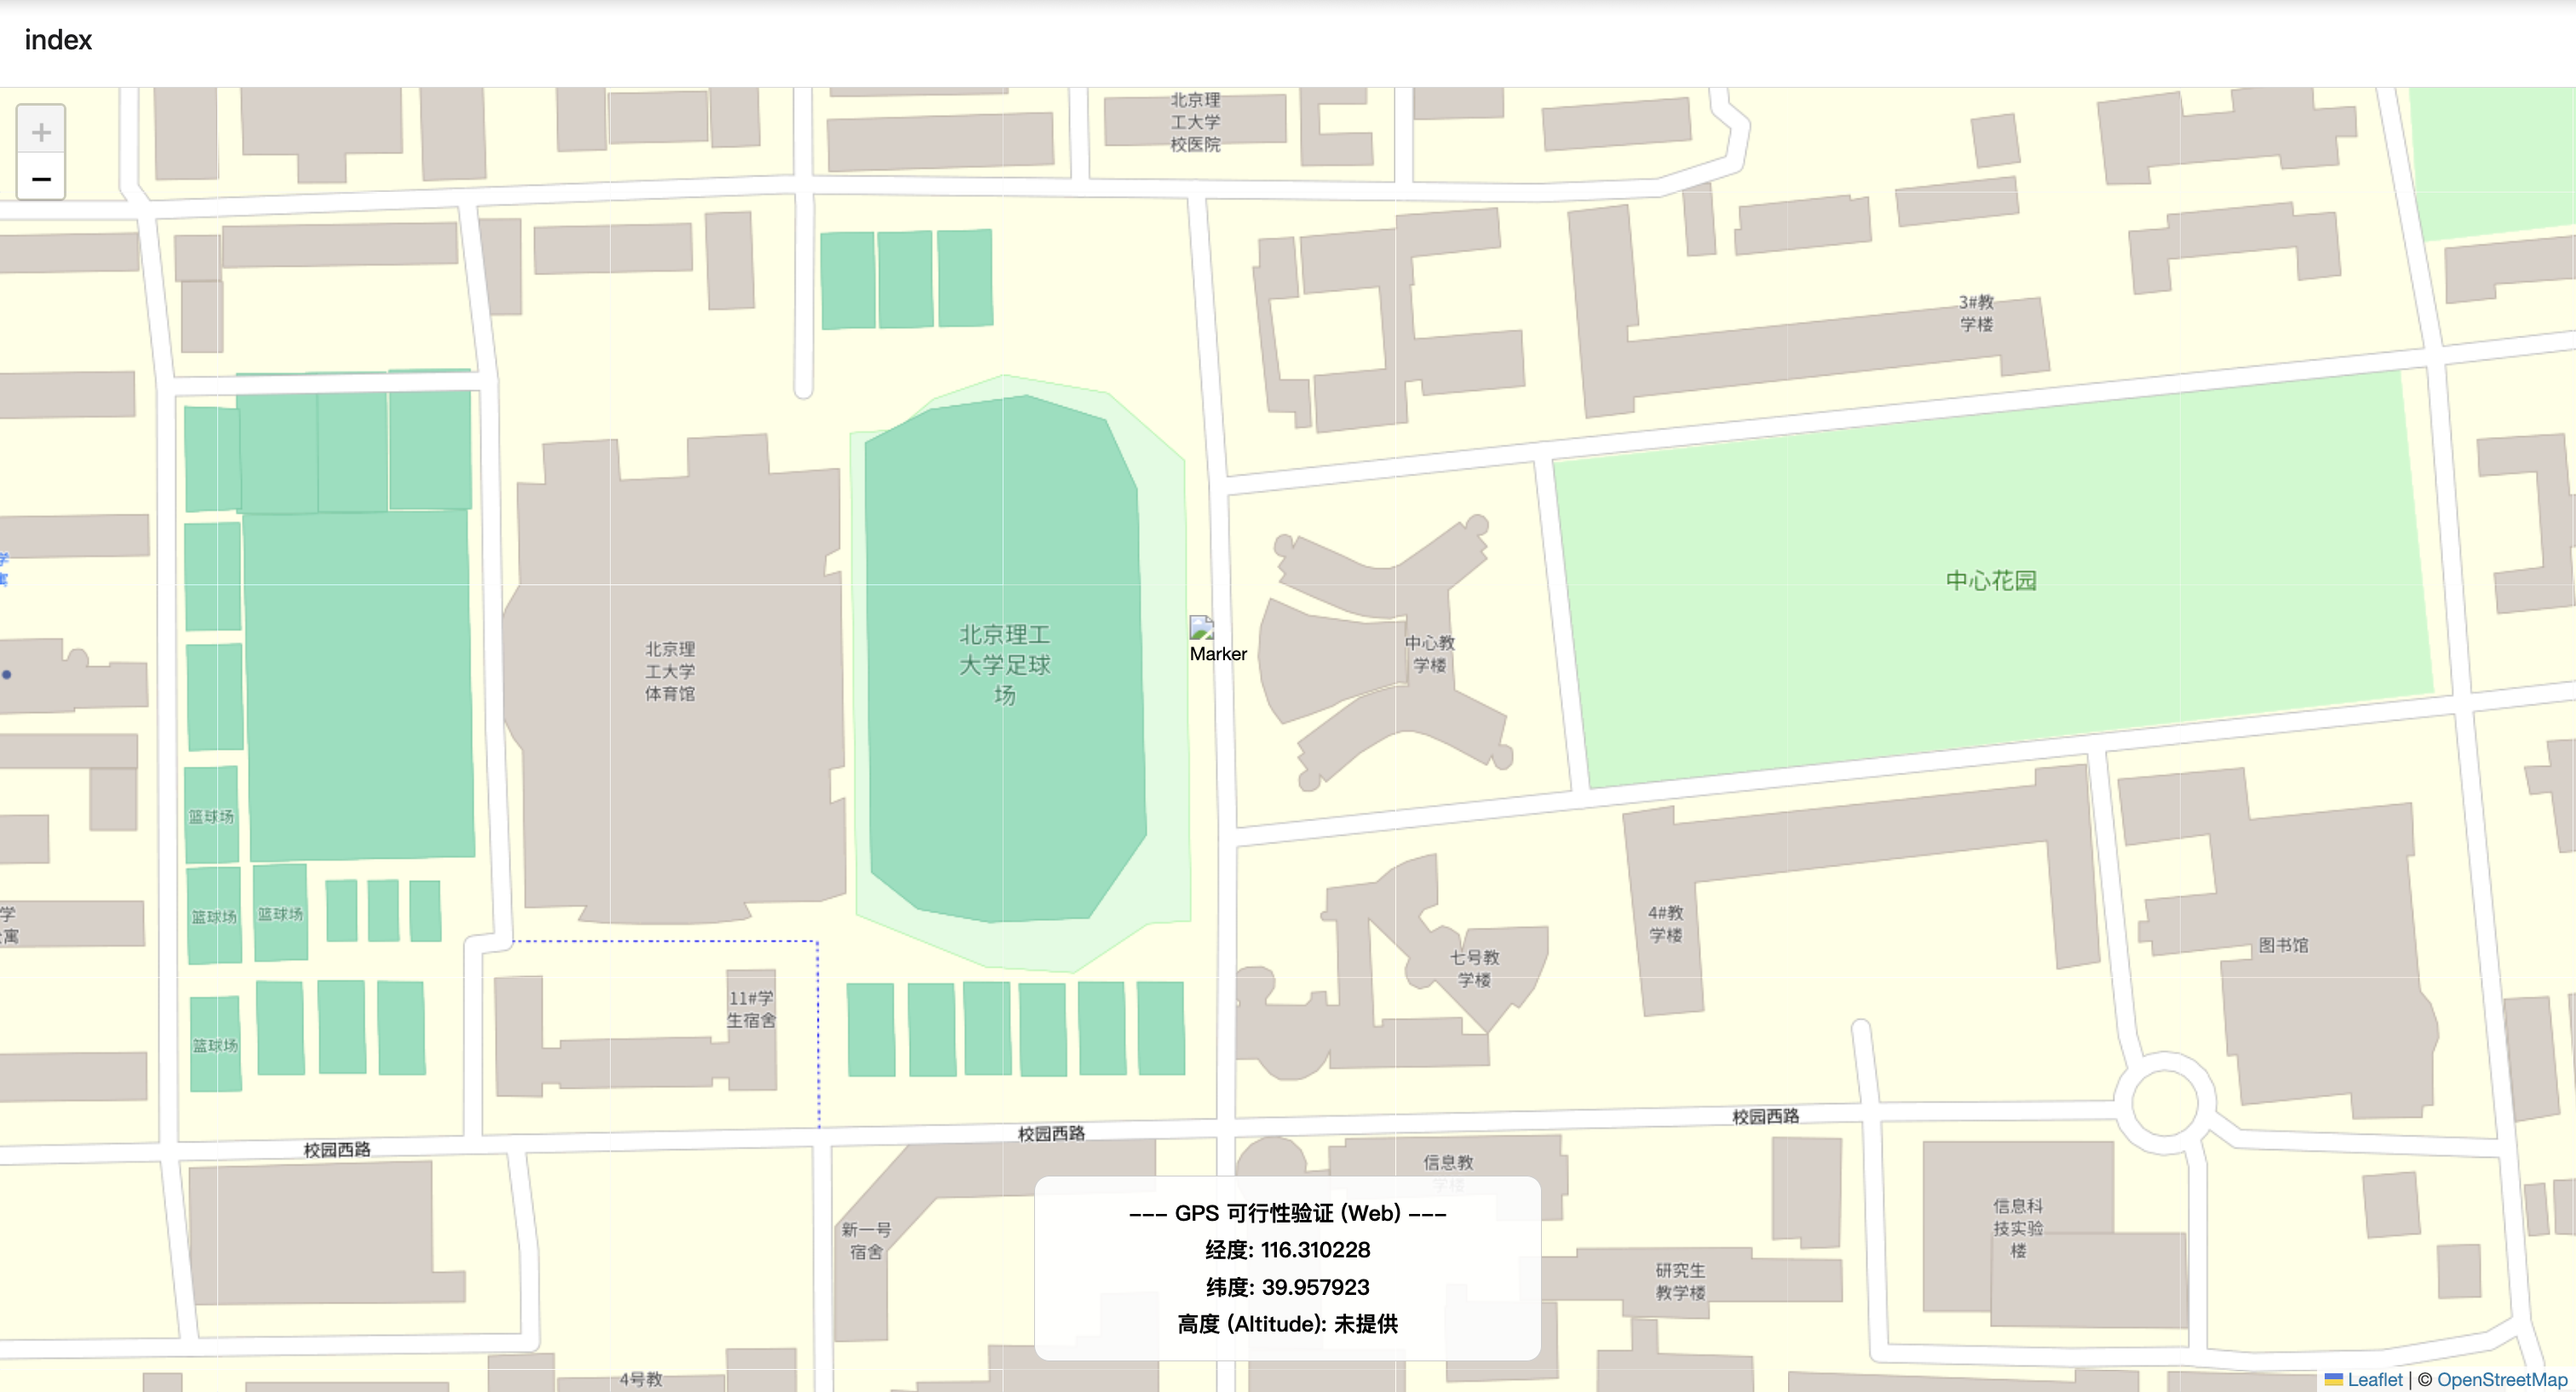 index
+
−
北京理
工大学
校医院
3#教
学楼
学
中心花园
北京理工
大学足球
场
北京理
工大学
体育馆
Marker
中心教
学楼
篮球场
篮球场
篮球场
学
寓
4#教
学楼
七号教
学楼
图书馆
11#学
生宿舍
篮球场
校园西路
校园西路
校园西路
信息教
学楼
新一号
宿舍
信息科
技实验
楼
研究生
教学楼
--- GPS 可行性验证 (Web) ---
经度: 116.310228
纬度: 39.957923
高度 (Altitude): 未提供
4号教
Leaflet | © OpenStreetMap